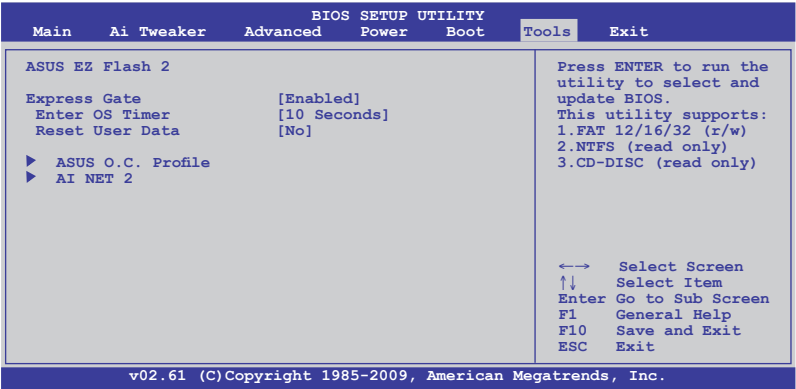 BIOS SETUP UTILITY
Main Ai Tweaker Advanced Power Boot Tools Exit
ASUS EZ Flash 2
Express Gate [Enabled]
Enter OS Timer [10 Seconds]
Reset User Data [No]
ASUS O.C. Profile
AI NET 2
Press ENTER to run the
utility to select and
update BIOS.
This utility supports:
1.FAT 12/16/32 (r/w)
2.NTFS (read only)
3.CD-DISC (read only)
←→ Select Screen
↑↓ Select Item
Enter Go to Sub Screen
F1 General Help
F10 Save and Exit
ESC Exit
v02.61 (C)Copyright 1985-2009, American Megatrends, Inc.